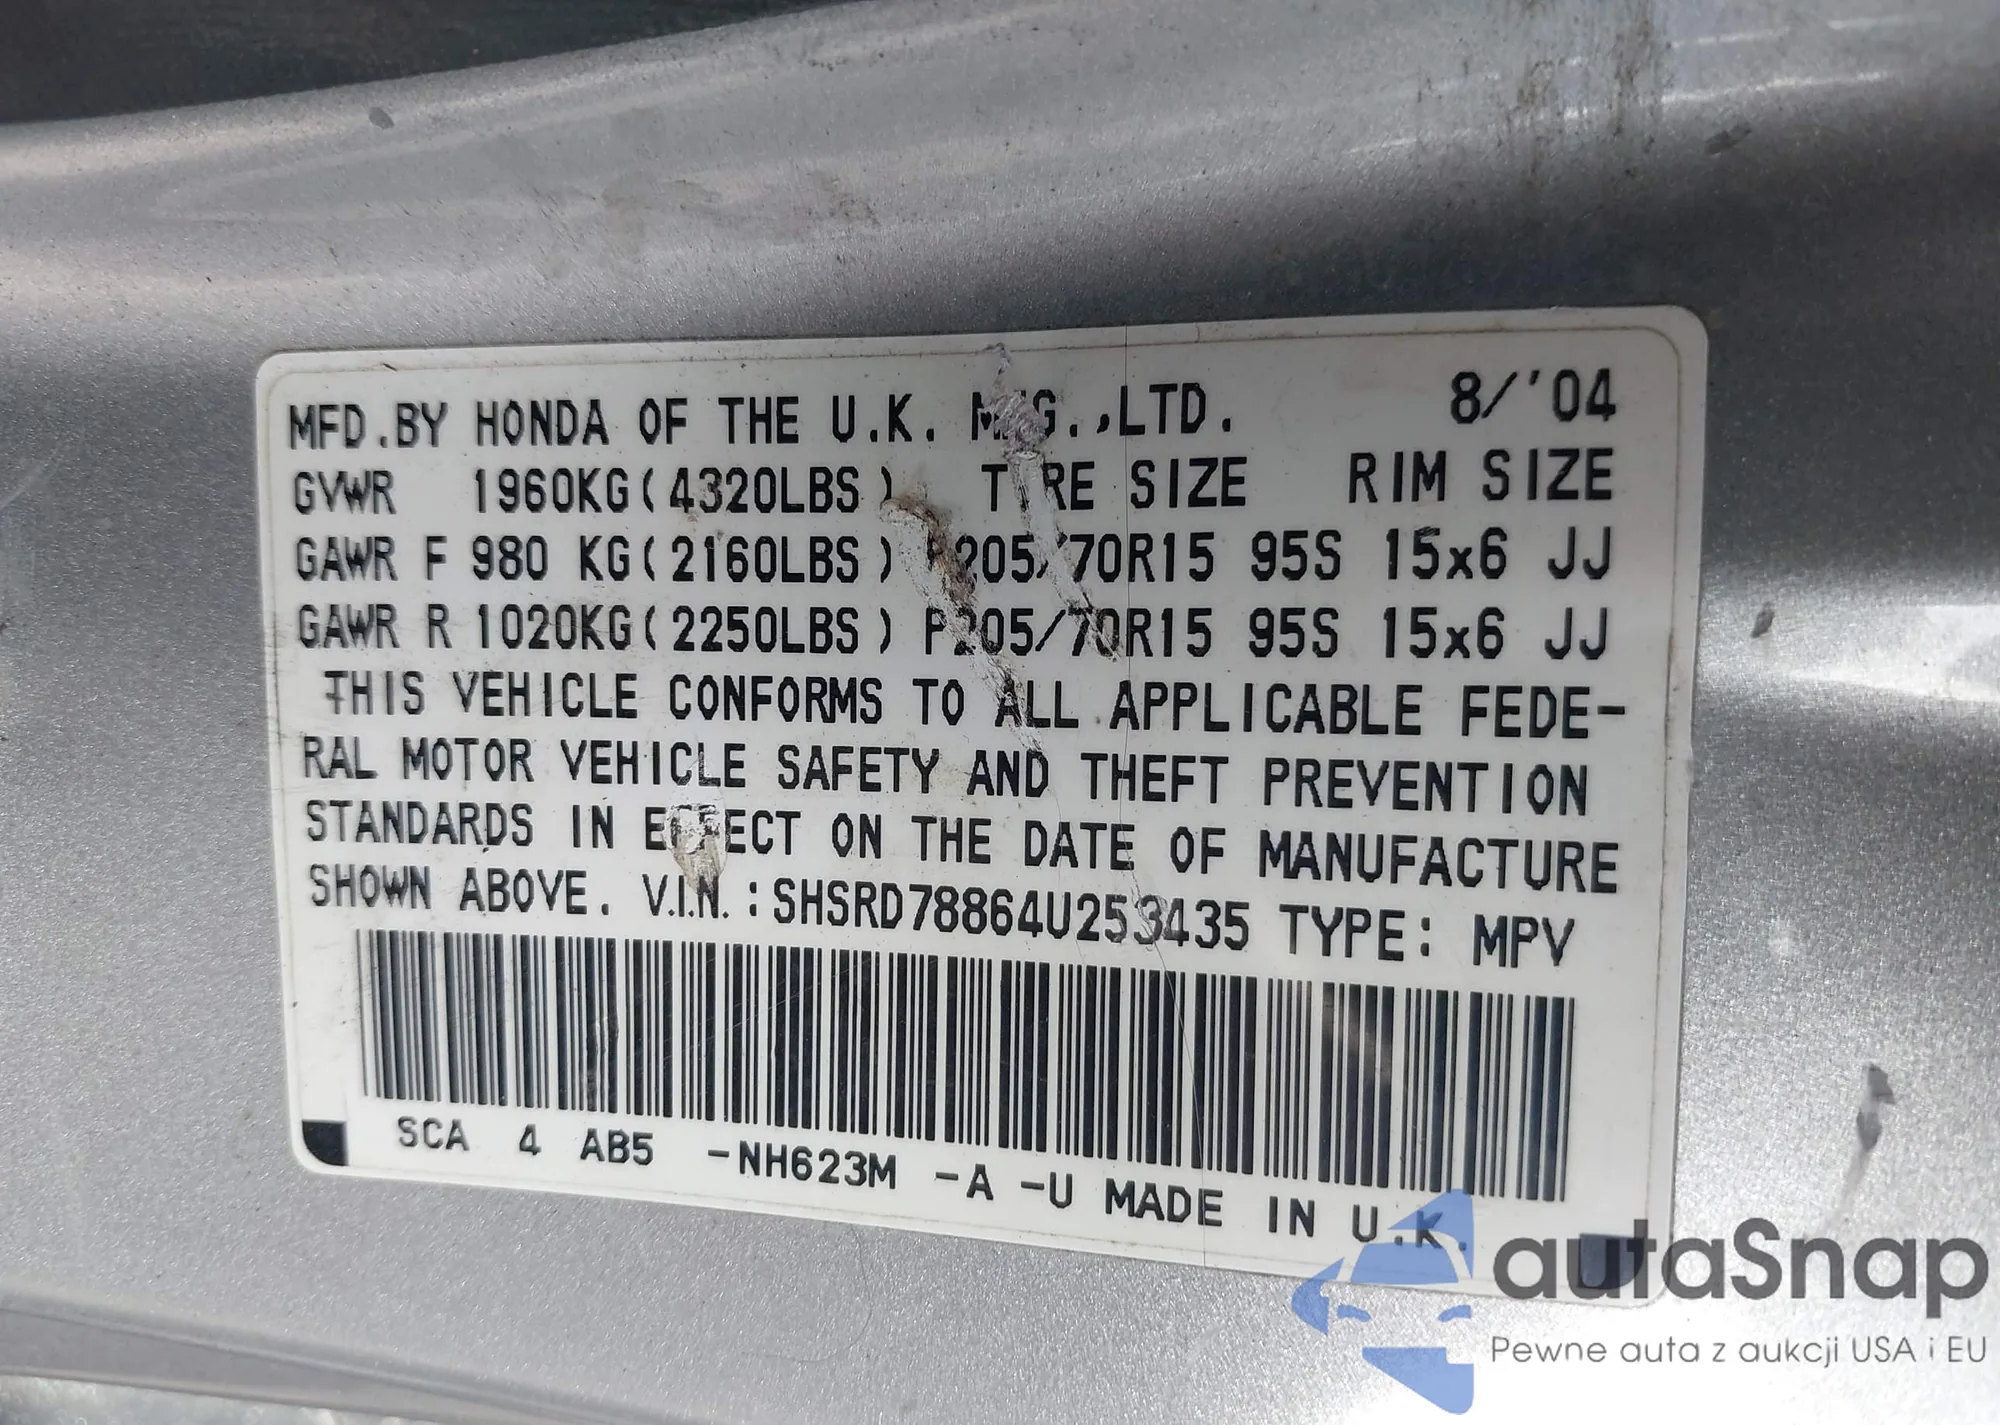 MFD.BY HONDA OF THE U.K. MFG.,LTD. 8/'04
GVWR 1960KG(4320LBS) TIRE SIZE RIM SIZE
GAWR F 980 KG(2160LBS) P205/70R15 95S 15x6 JJ
GAWR R 1020KG(2250LBS) P205/70R15 95S 15x6 JJ
THIS VEHICLE CONFORMS TO ALL APPLICABLE FEDE-
RAL MOTOR VEHICLE SAFETY AND THEFT PREVENTION
STANDARDS IN EFFECT ON THE DATE OF MANUFACTURE
SHOWN ABOVE. V.I.N.:SHSRD78864U253435 TYPE: MPV
SCA 4 AB5 -NH623M -A -U MADE IN U.K.
autaSnap
Pewne auta z aukcji USA i EU